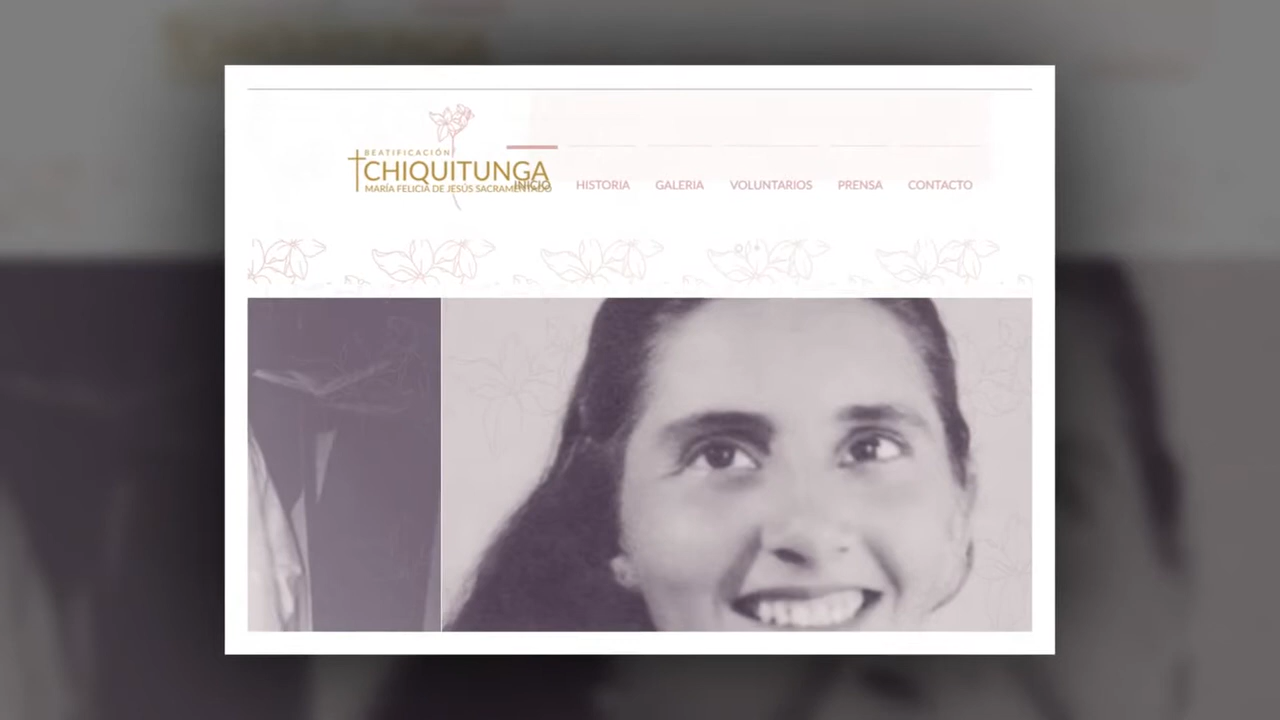 BEATIFICACIÓN
CHIQUITUNGA
MARÍA FELICIA DE JESÚS SACRAMENTADO
INICIO HISTORIA GALERIA VOLUNTARIOS PRENSA CONTACTO